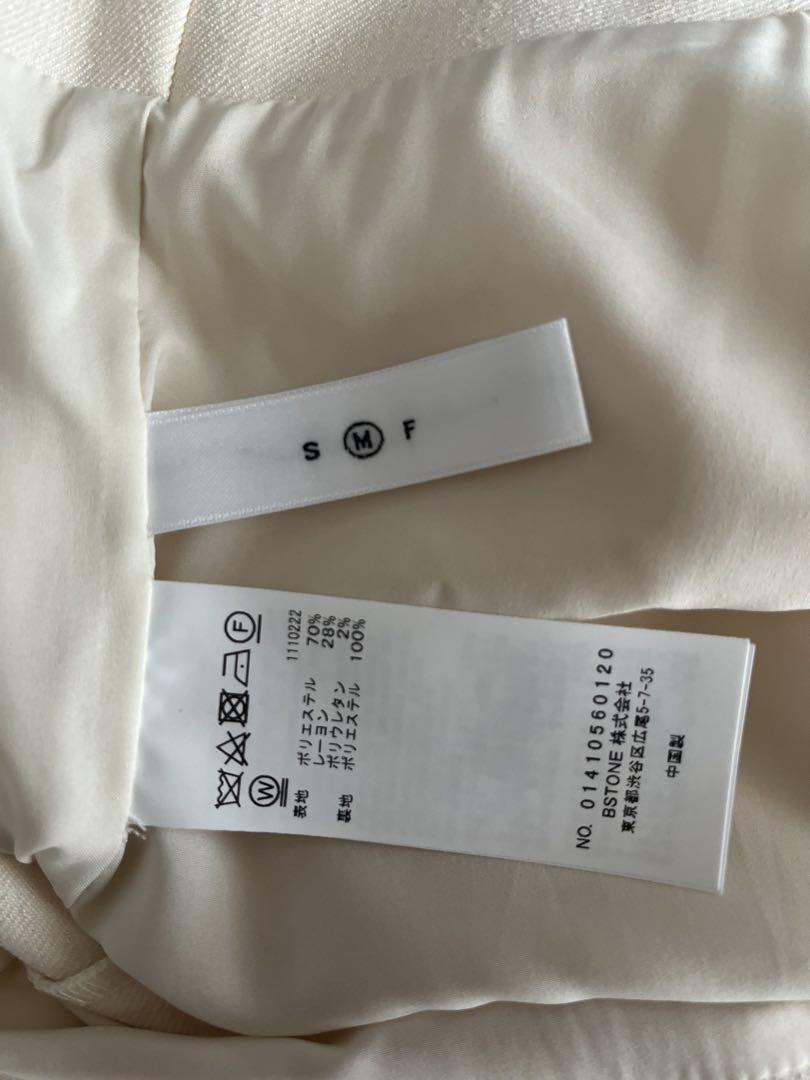 S M F
F
W
1110222
表地 ポリエステル 70%
レーヨン 28%
ポリウレタン 2%
裏地 ポリエステル 100%
NO. 01410560120
BSTONE 株式会社
東京都渋谷区広尾5-7-35
中国製